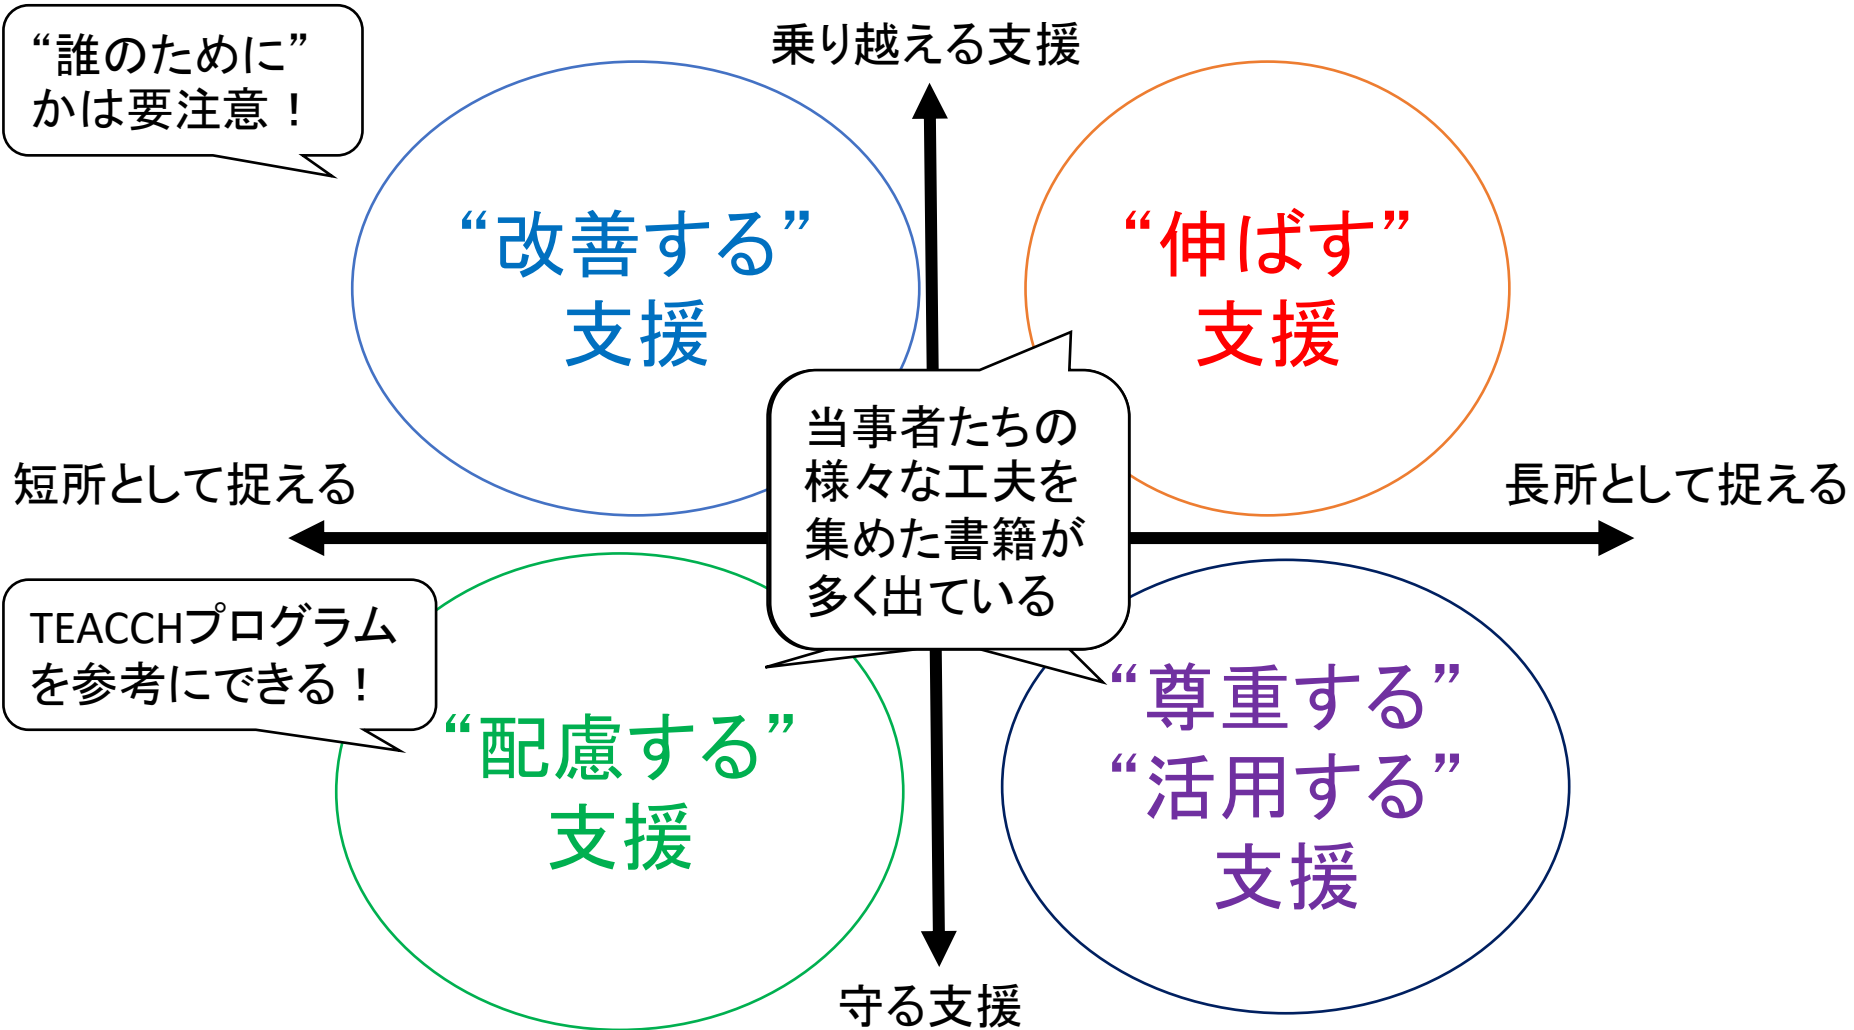 “誰のために”
かは要注意！
乗り越える支援
“改善する”
支援
“伸ばす”
支援
当事者たちの
様々な工夫を
集めた書籍が
多く出ている
短所として捉える
長所として捉える
TEACCHプログラム
を参考にできる！
“配慮する”
支援
“尊重する”
“活用する”
支援
守る支援